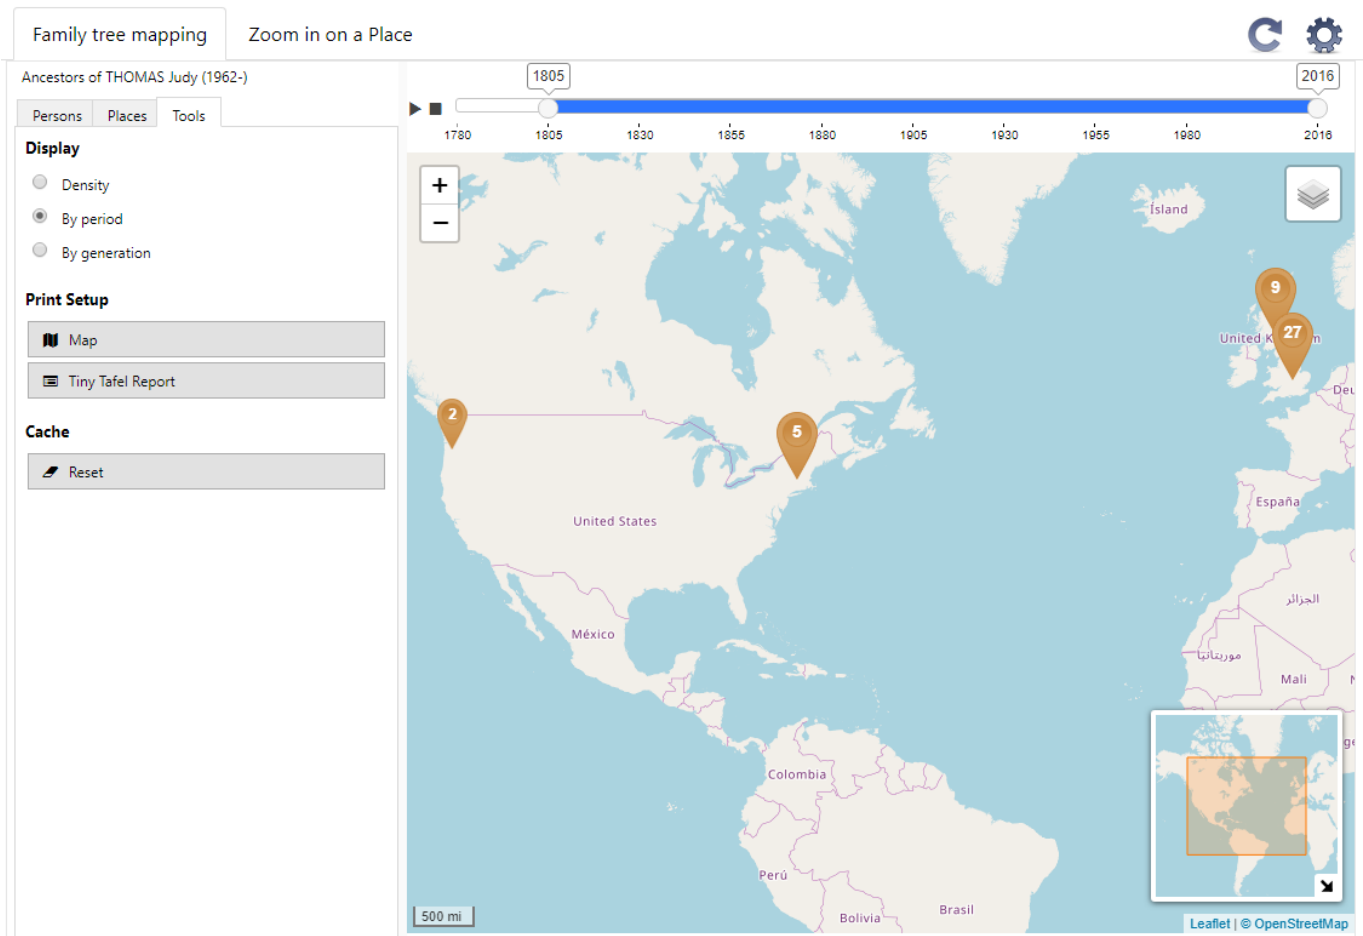 Family tree mapping
Zoom in on a Place
Ancestors of THOMAS Judy (1962-)
Persons
Places
Tools
Display
Density
By period
By generation
Print Setup
Map
Tiny Tafel Report
Cache
Reset
1805
2016
1780 1805 1830 1855 1880 1905 1930 1955 1980 2016
+
−
Ísland
9
27
United K
m
Deu
2
5
España
United States
الجزائر
México
موريتانيا
Mali
N
ge
Colombia
Perú
Brasil
Bolivia
500 mi
Leaflet | © OpenStreetMap